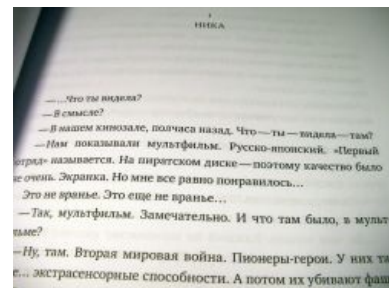 1
НИКА
—...Что ты видела?
—В смысле?
—В нашем кинозале, полчаса назад. Что—ты—видела—там?
—Нам показывали мультфильм. Русско-японский. «Первый
отряд» называется. На пиратском диске—поэтому качество было
не очень. Экранка. Но мне все равно понравилось...
Это не вранье. Это еще не вранье...
—Так, мультфильм. Замечательно. И что там было, в мульт
тьме?
—Ну, там. Вторая мировая война. Пионеры-герои. У них та
е... экстрасенсорные способности. А потом их убивают фаш